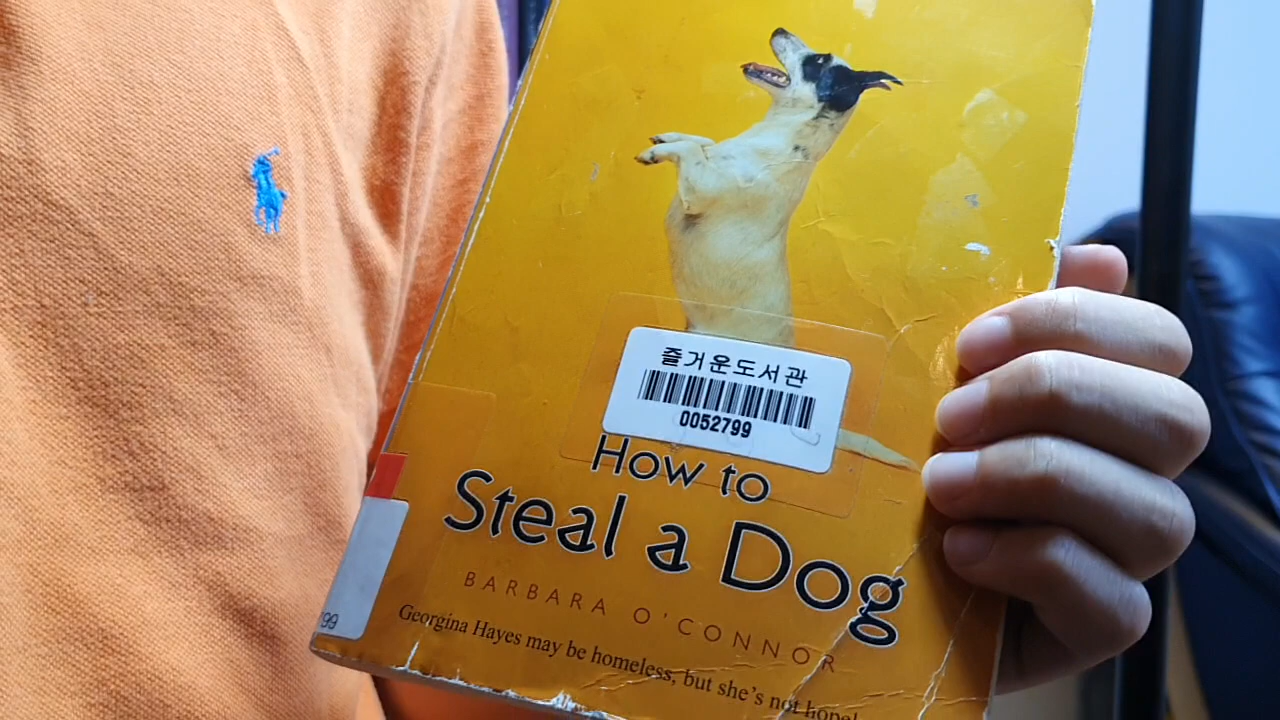 즐거운도서관
0052799
How to
Steal a Dog
BARBARA O'CONNOR
Georgina Hayes may be homeless, but she's not
99